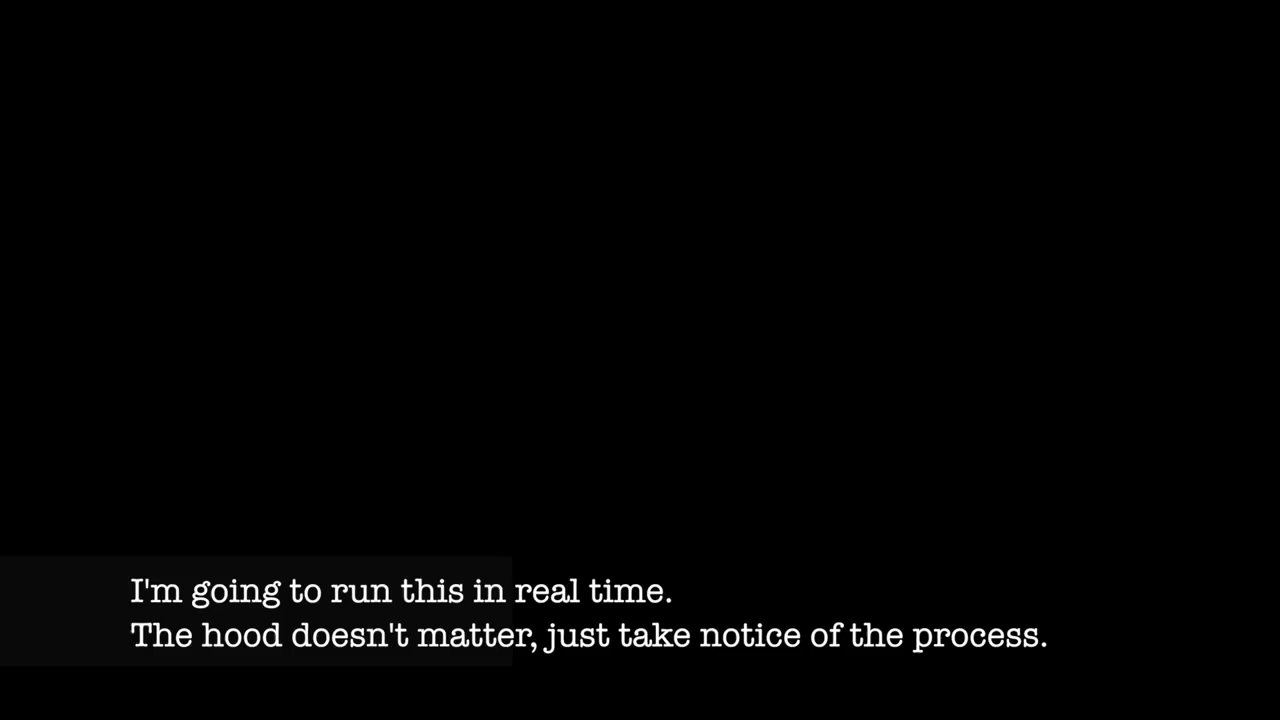 I'm going to run this in real time.
The hood doesn't matter, just take notice of the process.